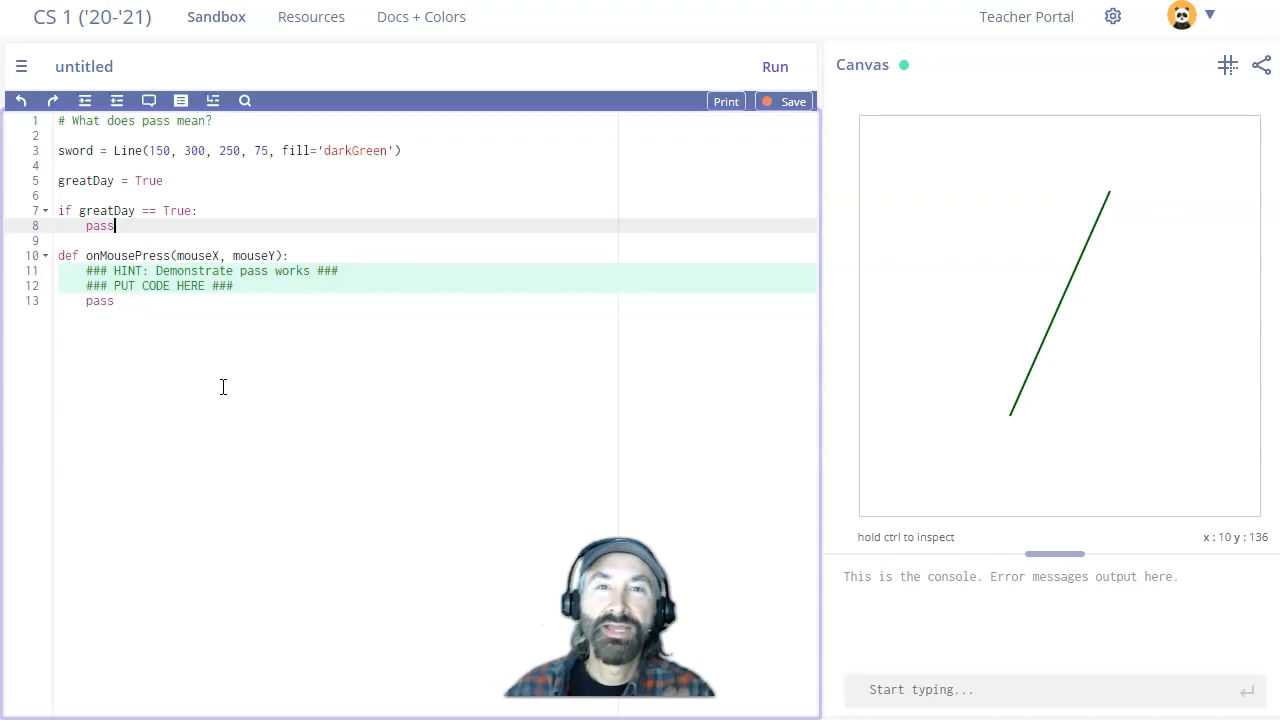 CS 1 ('20-'21)
Sandbox
Resources
Docs + Colors
Teacher Portal
untitled
Run
Print
Save
1 # What does pass mean?
2
3 sword = Line(150, 300, 250, 75, fill='darkGreen')
4
5 greatDay = True
6
7 if greatDay == True:
8 pass
9
10 def onMousePress(mouseX, mouseY):
11 ### HINT: Demonstrate pass works ###
12 ### PUT CODE HERE ###
13 pass
Canvas
hold ctrl to inspect
x : 10 y : 136
This is the console. Error messages output here.
Start typing...